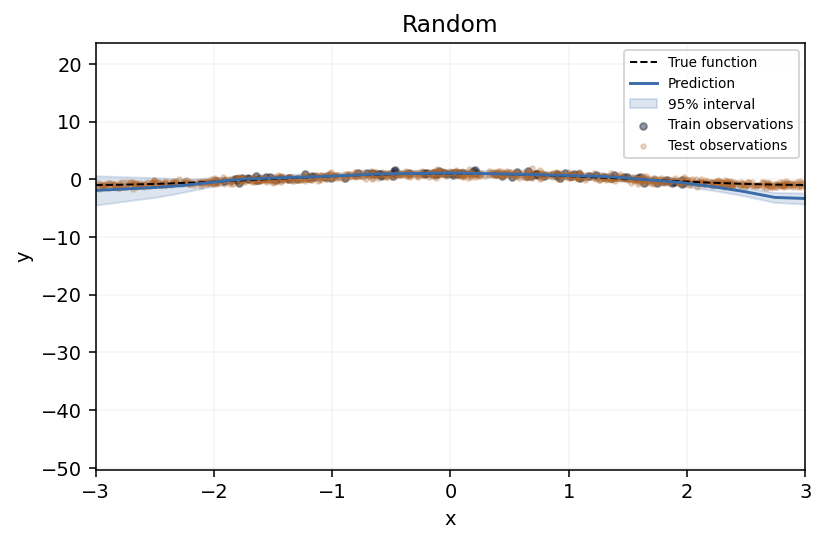 Random
True function
Prediction
95% interval
Train observations
Test observations
20
10
0
−10
−20
−30
−40
−50
y
−3
−2
−1
0
1
2
3
x